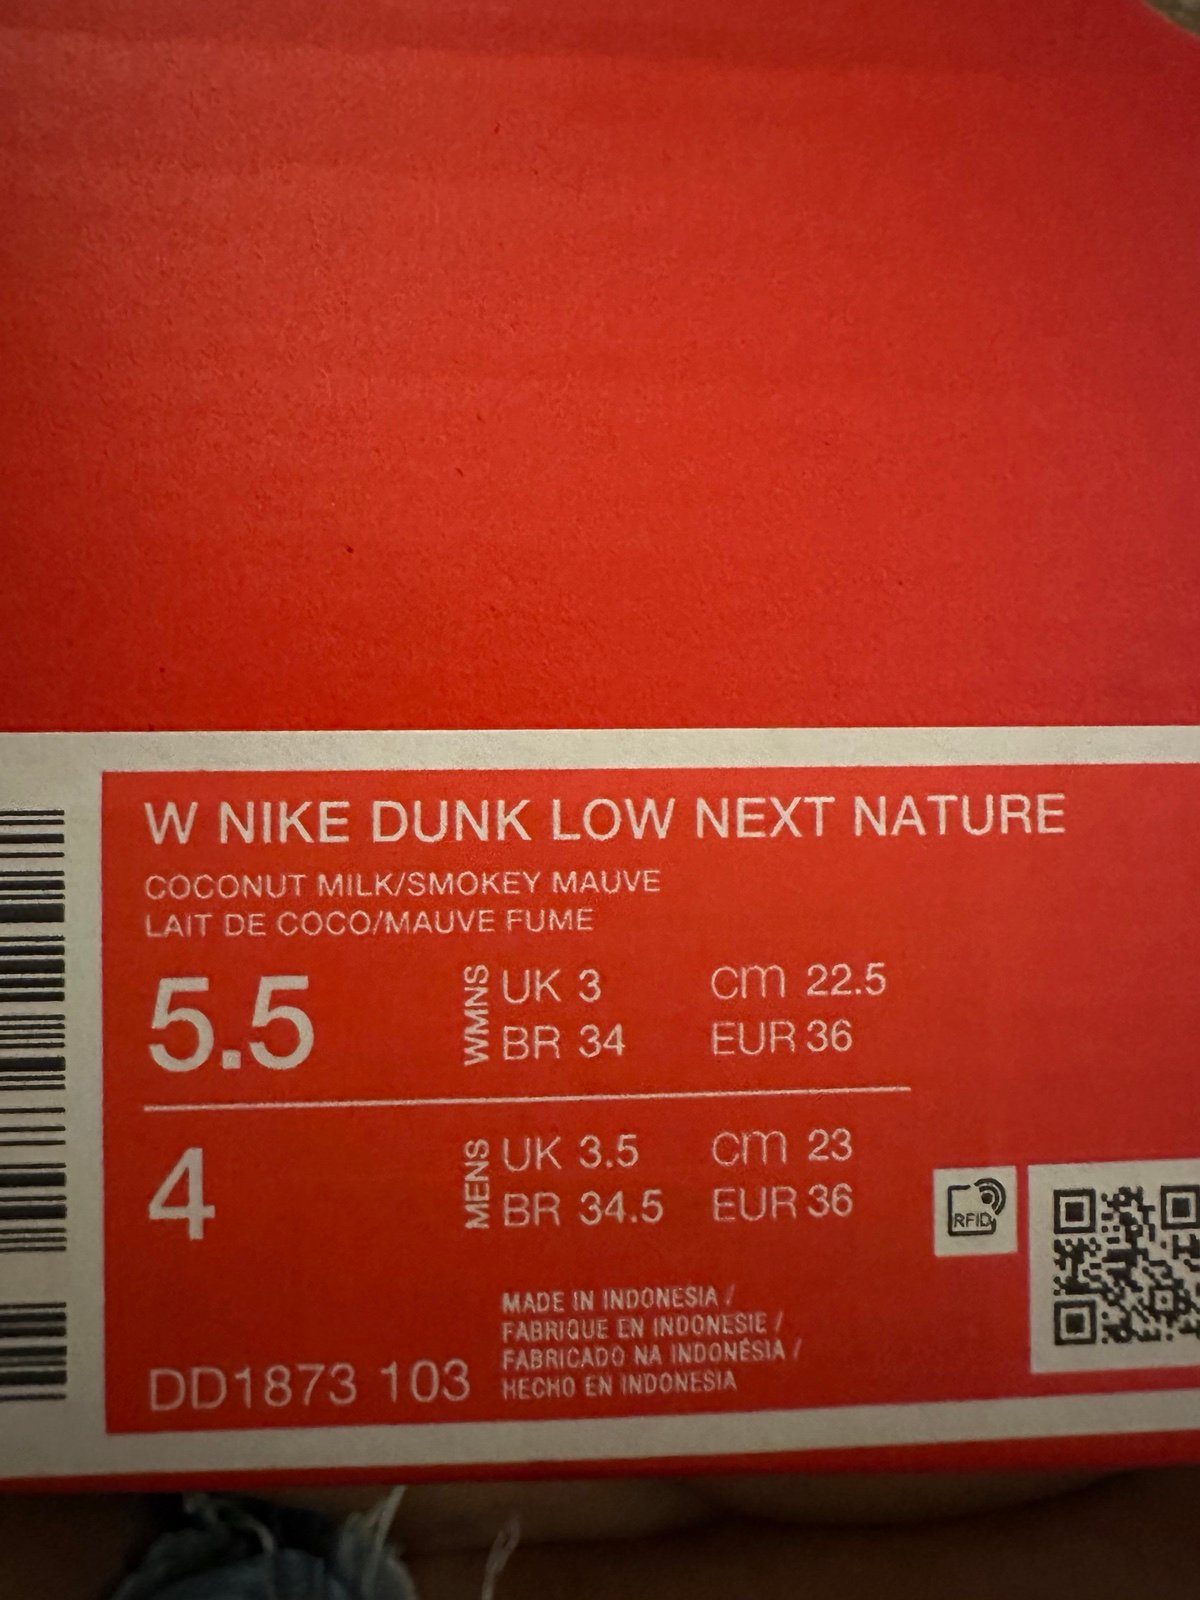 W NIKE DUNK LOW NEXT NATURE
COCONUT MILK/SMOKEY MAUVE
LAIT DE COCO/MAUVE FUME
5.5 WMNS UK 3 cm 22.5
BR 34 EUR 36
4 MENS UK 3.5 cm 23
BR 34.5 EUR 36
RFID
MADE IN INDONESIA /
FABRIQUE EN INDONESIE /
FABRICADO NA INDONÉSIA /
HECHO EN INDONESIA
DD1873 103